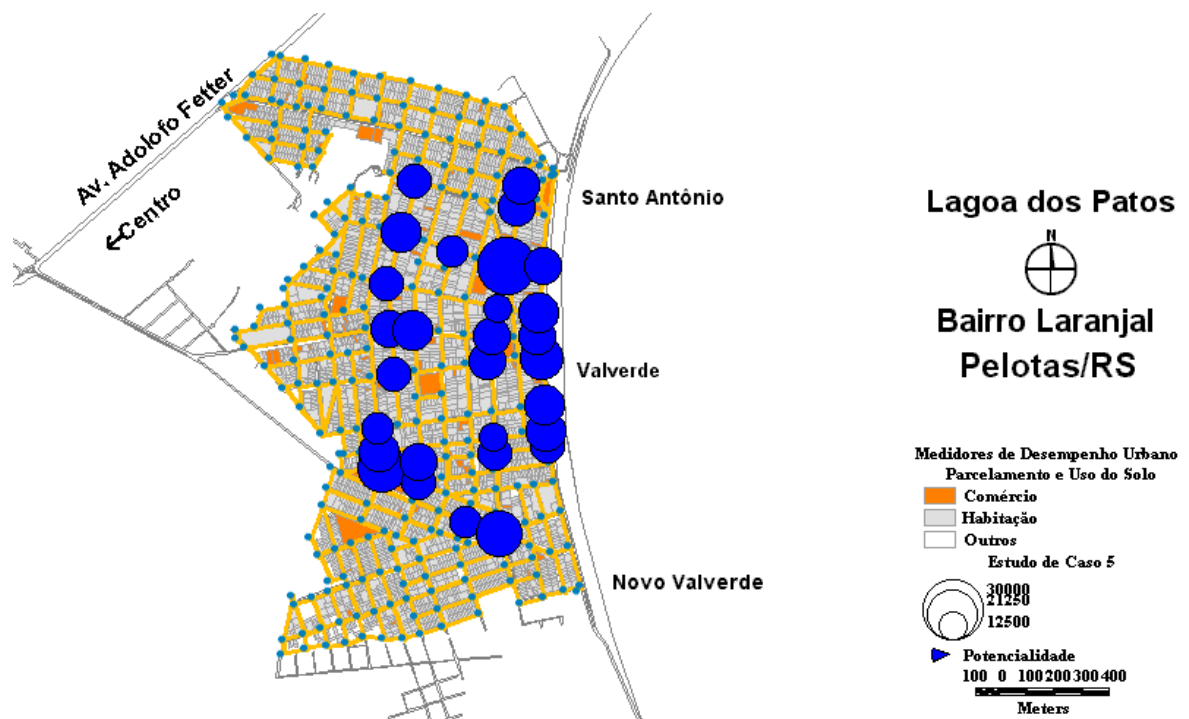 Av. Adolofo Fetter
←Centro
Santo Antônio
Valverde
Novo Valverde
Lagoa dos Patos
N
Bairro Laranjal
Pelotas/RS
Medidores de Desempenho Urbano
Parcelamento e Uso do Solo
Comércio
Habitação
Outros
Estudo de Caso 5
30000
21250
12500
Potencialidade
100 0 100 200 300 400
Meters